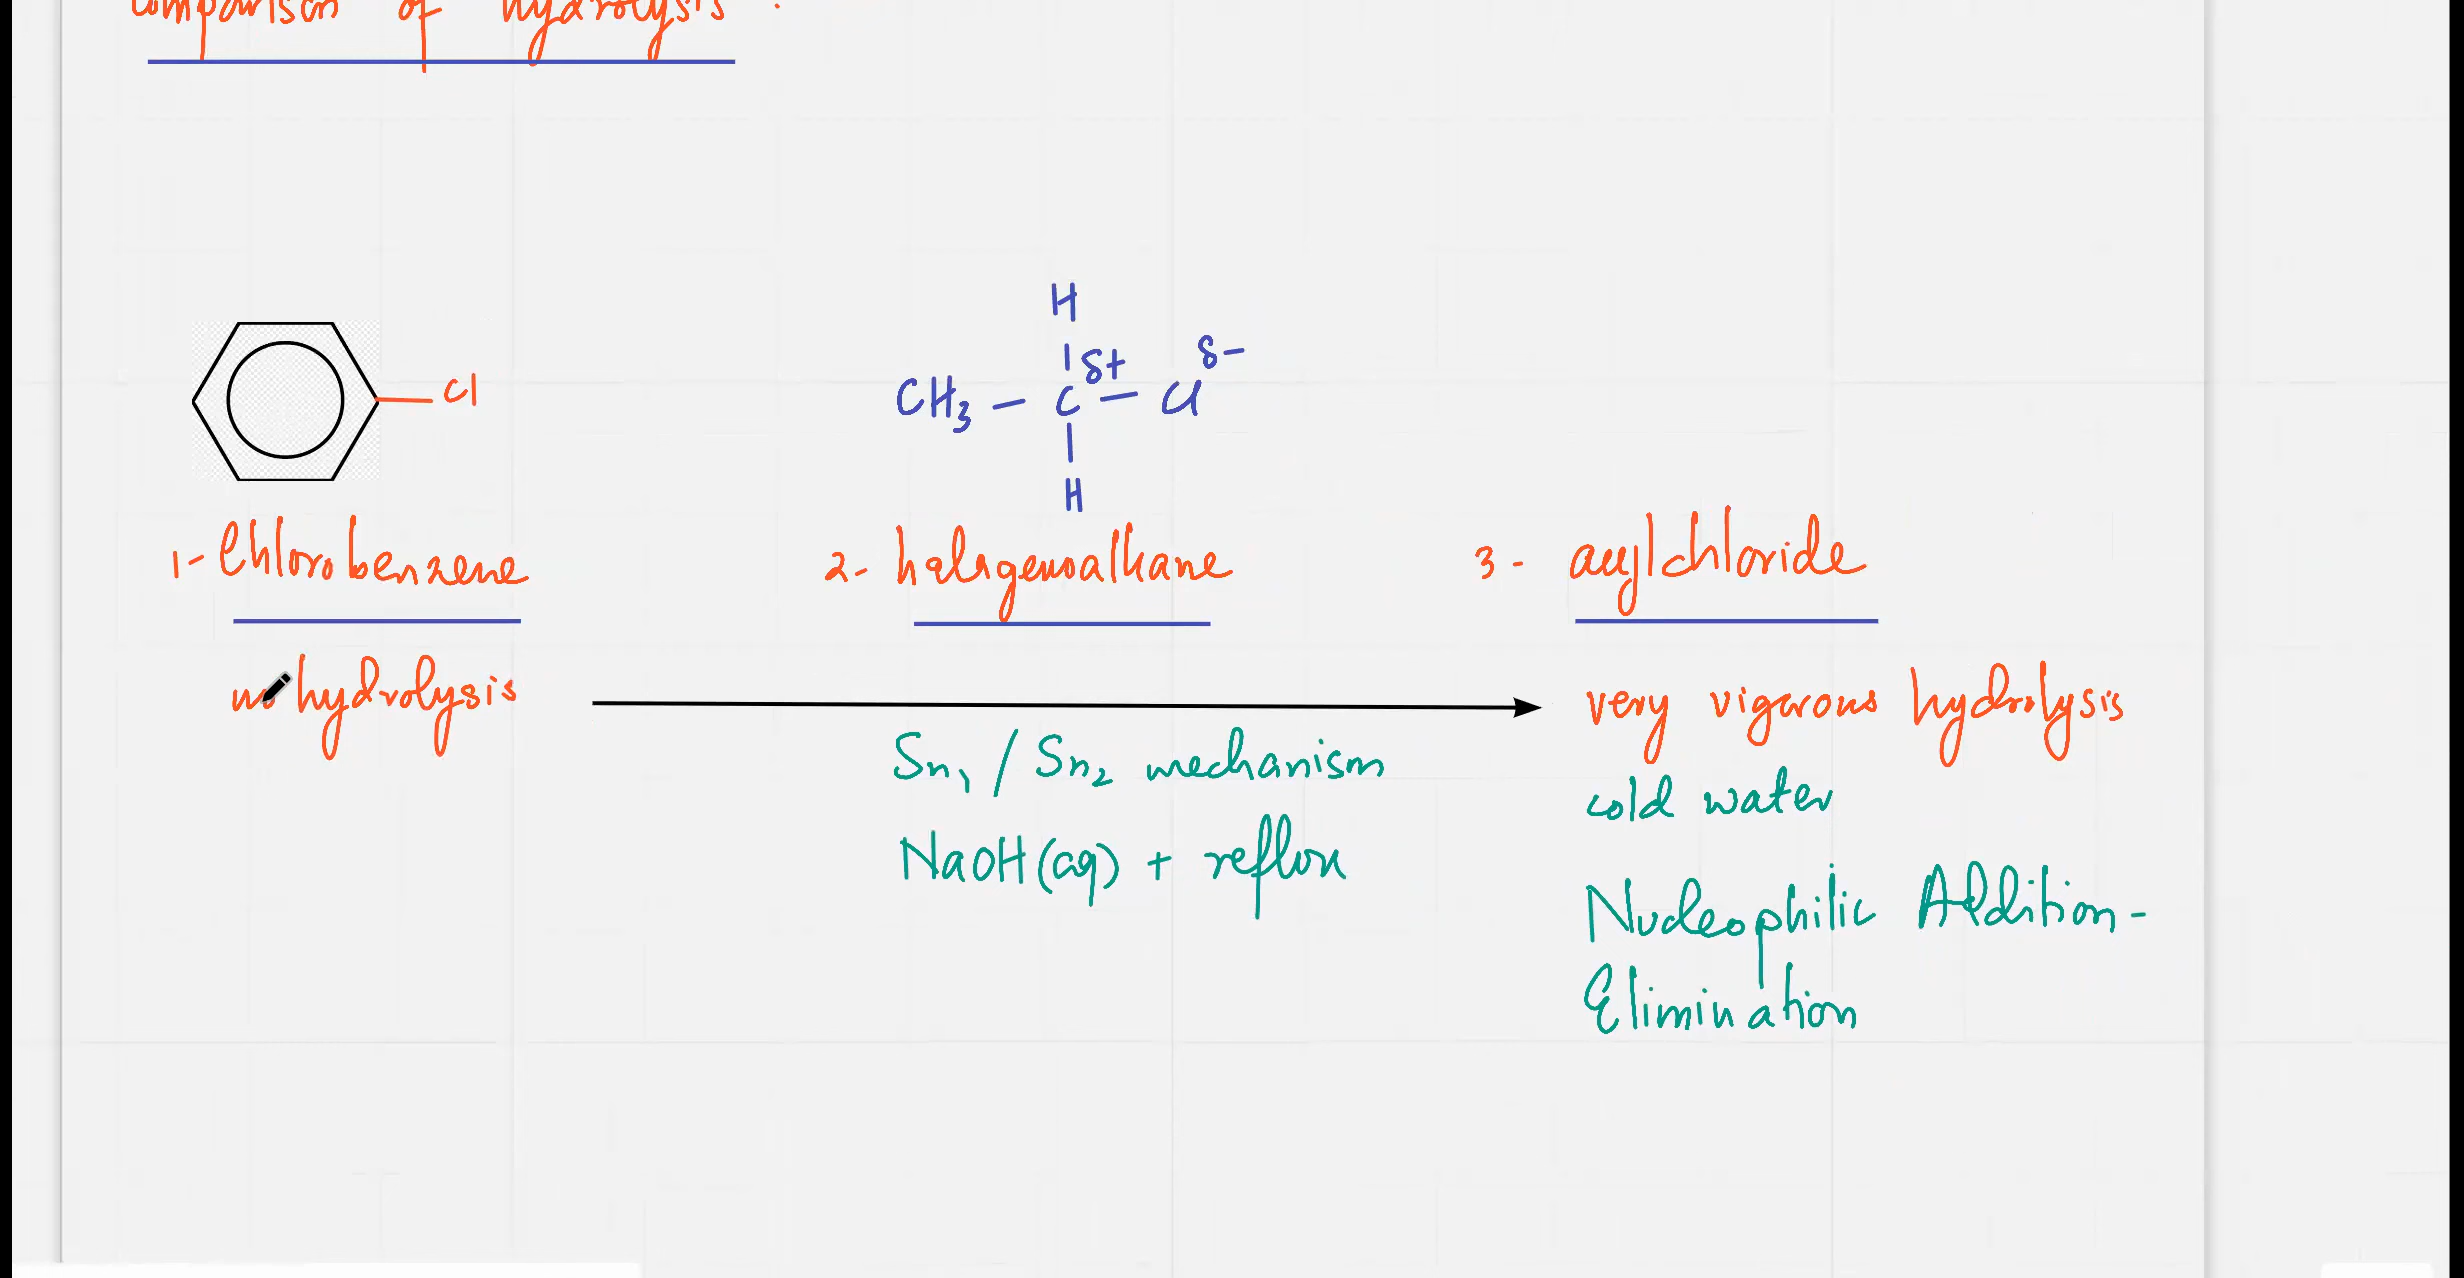 comparison of hydrolysis :
Cl
H
δ+ δ-
CH3 - C - Cl
H
1- Chlorobenzene
2- halogenoalkane
3 - acylchloride
no hydrolysis
very vigorous hydrolysis
Sn1 / Sn2 mechanism
cold water
NaOH(aq) + reflux
Nucleophilic Addition-
Elimination